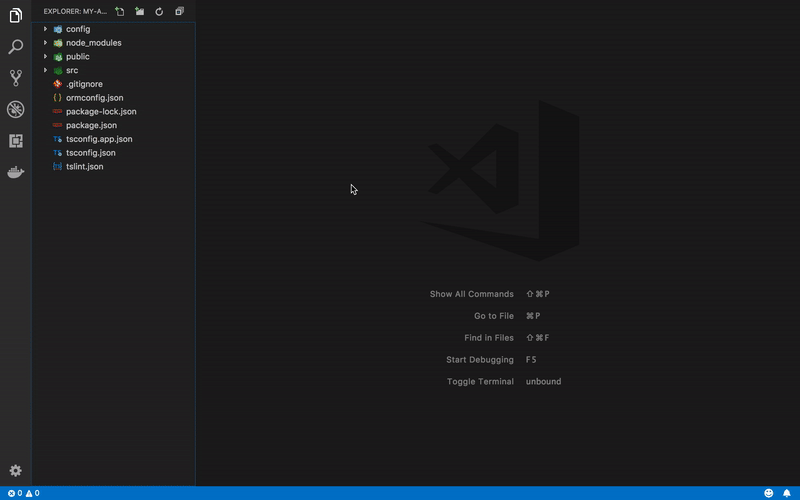 EXPLORER: MY-A...
config
node_modules
public
src
.gitignore
ormconfig.json
package-lock.json
package.json
tsconfig.app.json
tsconfig.json
tslint.json
Show All Commands ⇧⌘P
Go to File ⌘P
Find in Files ⇧⌘F
Start Debugging F5
Toggle Terminal unbound
0 0